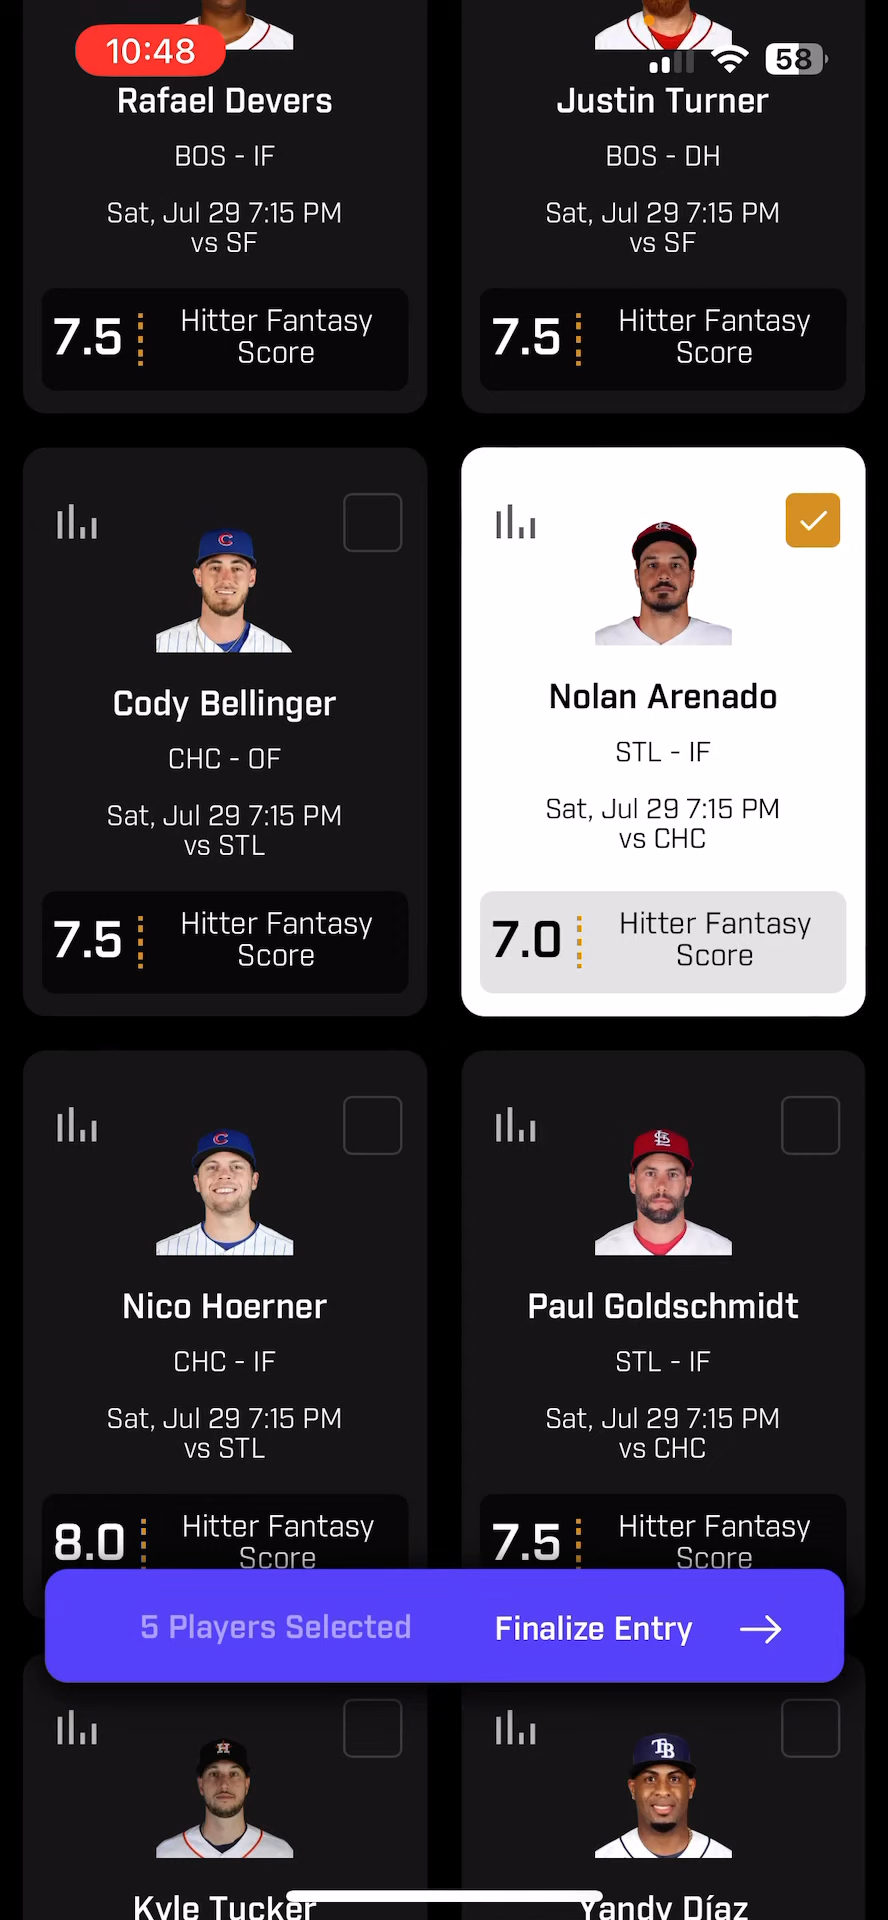 10:48
58
Rafael Devers
BOS - IF
Sat, Jul 29 7:15 PM
vs SF
7.5
Hitter Fantasy
Score
Justin Turner
BOS - DH
Sat, Jul 29 7:15 PM
vs SF
7.5
Hitter Fantasy
Score
Cody Bellinger
CHC - OF
Sat, Jul 29 7:15 PM
vs STL
7.5
Hitter Fantasy
Score
Nolan Arenado
STL - IF
Sat, Jul 29 7:15 PM
vs CHC
7.0
Hitter Fantasy
Score
Nico Hoerner
CHC - IF
Sat, Jul 29 7:15 PM
vs STL
8.0
Hitter Fantasy
Score
Paul Goldschmidt
STL - IF
Sat, Jul 29 7:15 PM
vs CHC
7.5
Hitter Fantasy
Score
5 Players Selected
Finalize Entry
TB
Kyle Tucker
Yandy Díaz